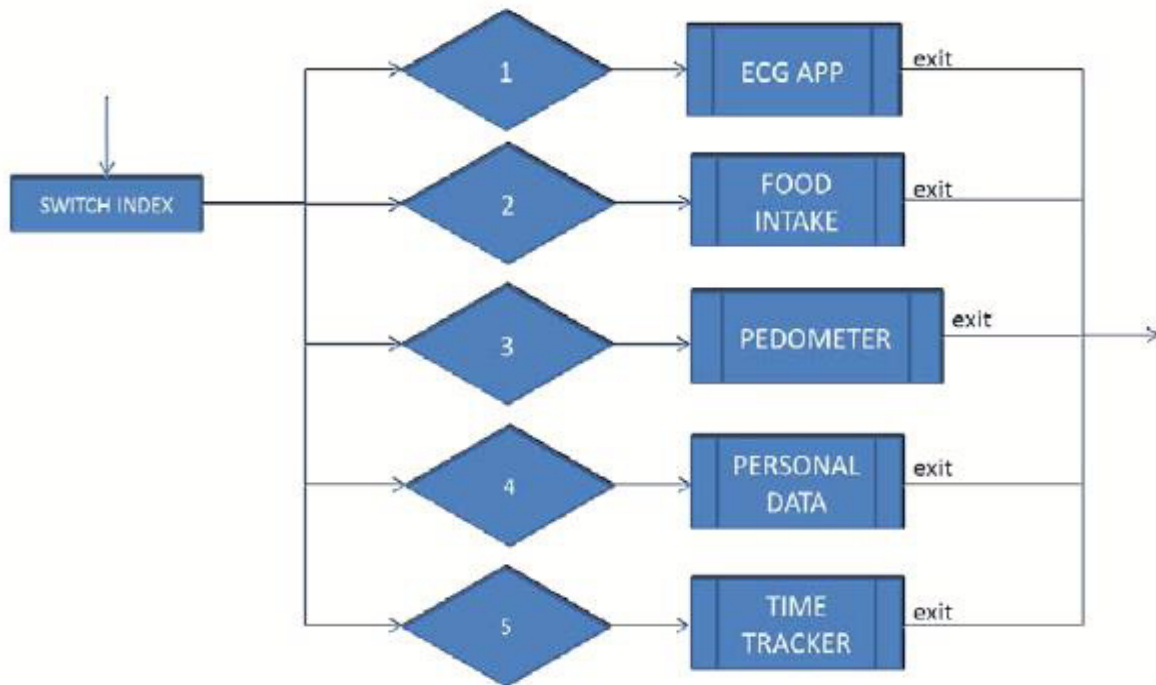 1
ECG APP
exit
SWITCH INDEX
2
FOOD
INTAKE
exit
3
PEDOMETER
exit
4
PERSONAL
DATA
exit
5
TIME
TRACKER
exit